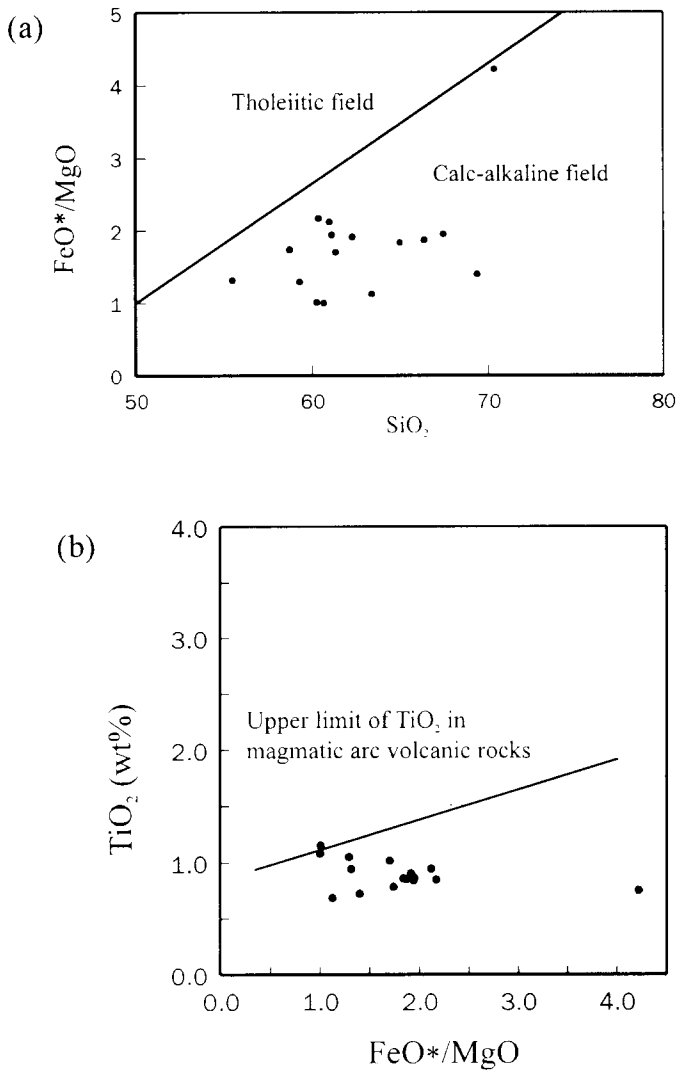 (a)
5
4
3
2
1
0
FeO*/MgO
Tholeiitic field
Calc-alkaline field
50
60
70
80
SiO₂
(b)
4.0
3.0
2.0
1.0
0.0
TiO₂ (wt%)
Upper limit of TiO₂ in
magmatic arc volcanic rocks
0.0
1.0
2.0
3.0
4.0
FeO*/MgO